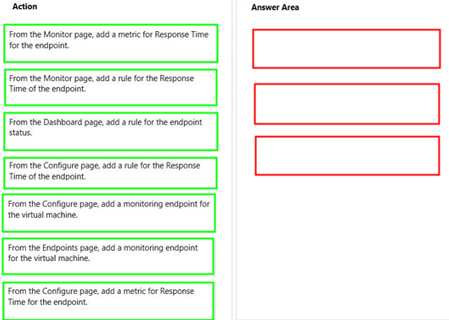 Action
Answer Area
From the Monitor page, add a metric for Response Time
for the endpoint.
From the Monitor page, add a rule for the Response
Time of the endpoint.
From the Dashboard page, add a rule for the endpoint
status.
From the Configure page, add a rule for the Response
Time of the endpoint.
From the Configure page, add a monitoring endpoint for
the virtual machine.
From the Endpoints page, add a monitoring endpoint
for the virtual machine.
From the Configure page, add a metric for Response
Time for the endpoint.